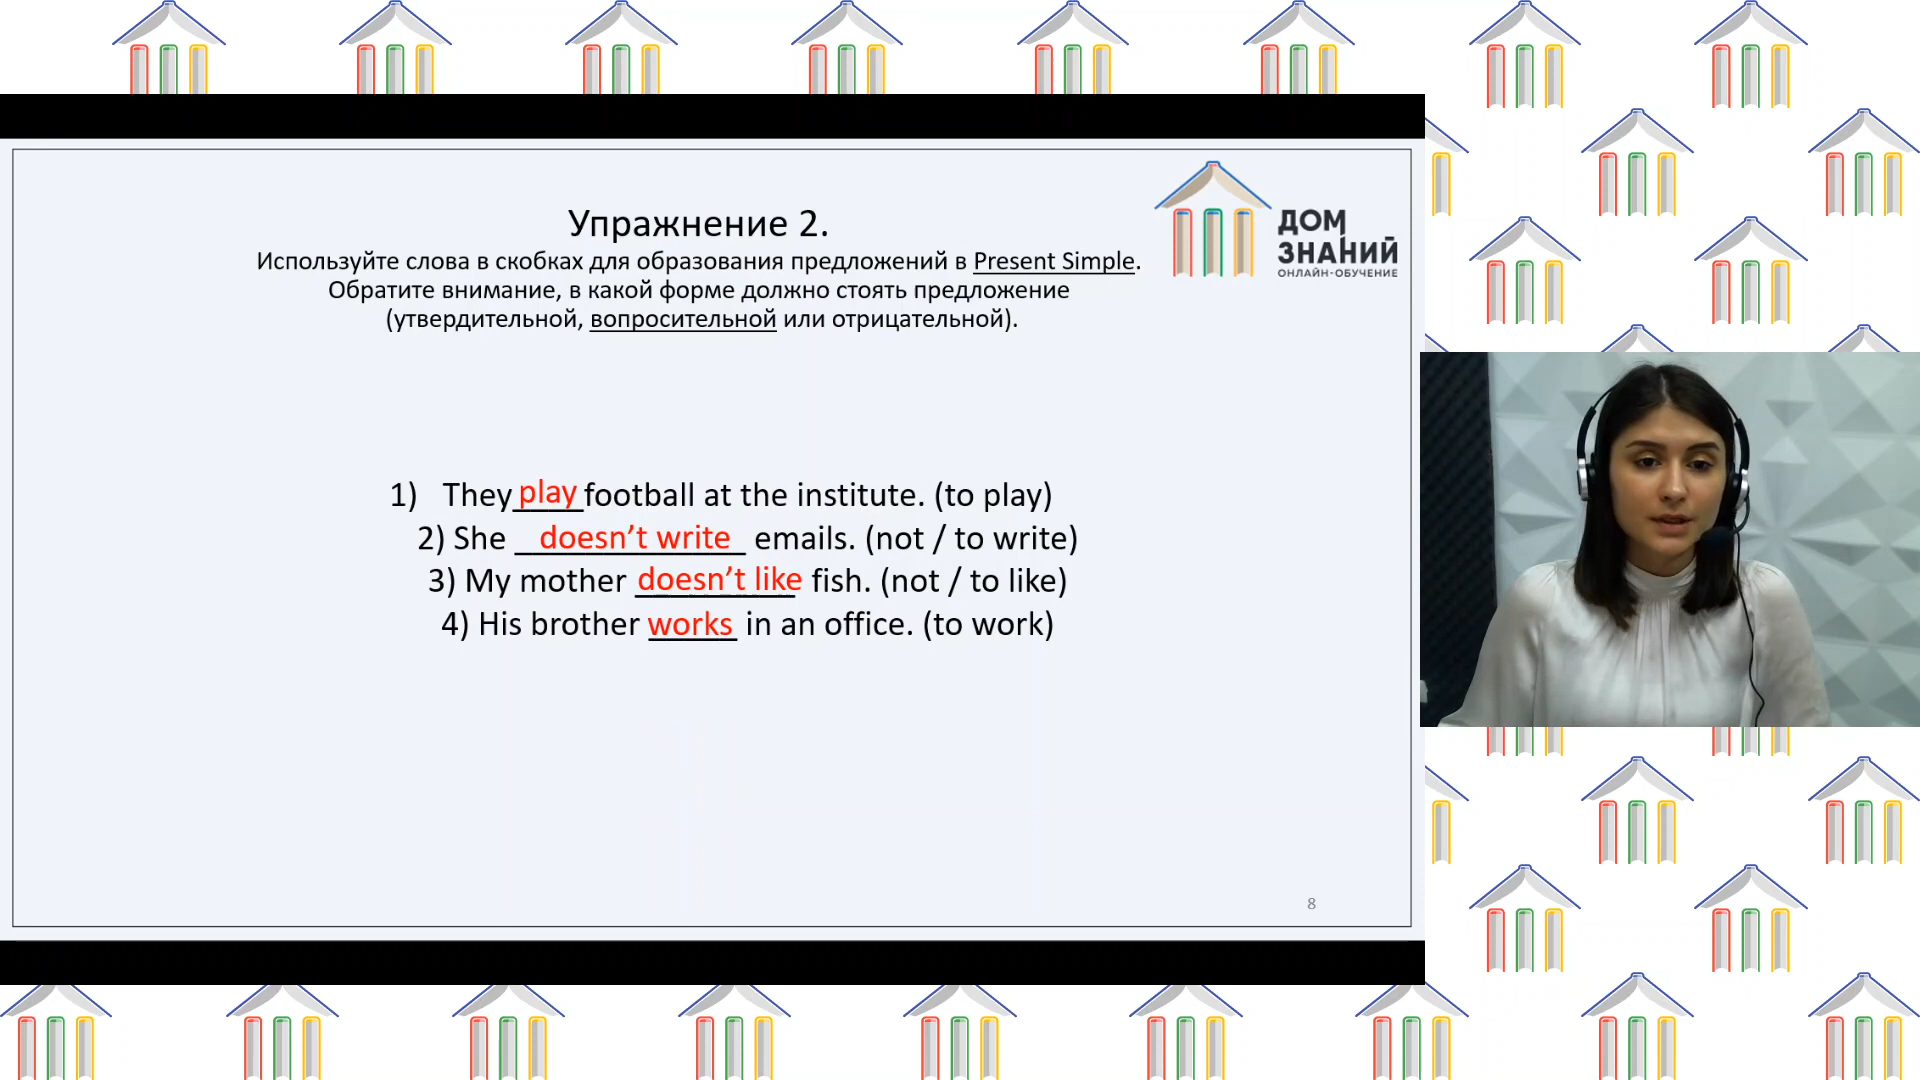 Упражнение 2.
Используйте слова в скобках для образования предложений в Present Simple.
Обратите внимание, в какой форме должно стоять предложение
(утвердительной, вопросительной или отрицательной).
ДОМ
ЗНАНИЙ
ОНЛАЙН-ОБУЧЕНИЕ
1) They play football at the institute. (to play)
2) She doesn’t write emails. (not / to write)
3) My mother doesn’t like fish. (not / to like)
4) His brother works in an office. (to work)
8